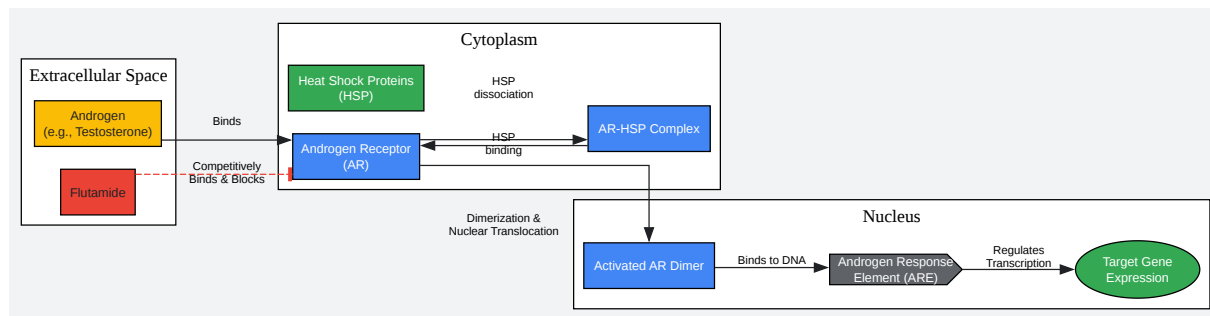 Extracellular Space
Androgen
(e.g., Testosterone)
Flutamide
Binds
Competitively
Binds & Blocks
Cytoplasm
Heat Shock Proteins
(HSP)
Androgen Receptor
(AR)
HSP
dissociation
HSP
binding
AR-HSP Complex
Dimerization &
Nuclear Translocation
Nucleus
Activated AR Dimer
Binds to DNA
Androgen Response
Element (ARE)
Regulates
Transcription
Target Gene
Expression